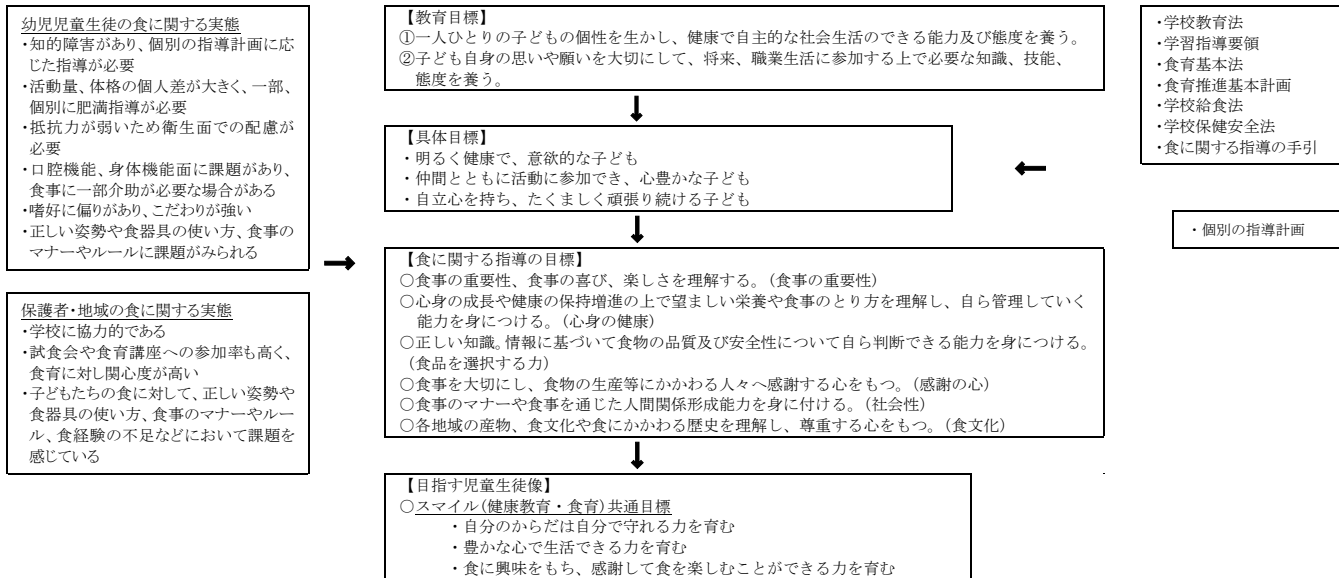 幼児児童生徒の食に関する実態
・知的障害があり、個別の指導計画に応
じた指導が必要
・活動量、体格の個人差が大きく、一部、
個別に肥満指導が必要
・抵抗力が弱いため衛生面での配慮が
必要
・口腔機能、身体機能面に課題があり、
食事に一部介助が必要な場合がある
・嗜好に偏りがあり、こだわりが強い
・正しい姿勢や食器具の使い方、食事の
マナーやルールに課題がみられる
保護者・地域の食に関する実態
・学校に協力的である
・試食会や食育講座への参加率も高く、
食育に対し関心度が高い
・子どもたちの食に対して、正しい姿勢や
食器具の使い方、食事のマナーやルー
ル、食経験の不足などにおいて課題を
感じている
【教育目標】
①一人ひとりの子どもの個性を生かし、健康で自主的な社会生活のできる能力及び態度を養う。
②子ども自身の思いや願いを大切にして、将来、職業生活に参加する上で必要な知識、技能、
態度を養う。
【具体目標】
・明るく健康で、意欲的な子ども
・仲間とともに活動に参加でき、心豊かな子ども
・自立心を持ち、たくましく頑張り続ける子ども
【食に関する指導の目標】
○食事の重要性、食事の喜び、楽しさを理解する。(食事の重要性)
○心身の成長や健康の保持増進の上で望ましい栄養や食事のとり方を理解し、自ら管理していく
能力を身につける。(心身の健康)
○正しい知識。情報に基づいて食物の品質及び安全性について自ら判断できる能力を身につける。
(食品を選択する力)
○食事を大切にし、食物の生産等にかかわる人々へ感謝する心をもつ。(感謝の心)
○食事のマナーや食事を通じた人間関係形成能力を身に付ける。(社会性)
○各地域の産物、食文化や食にかかわる歴史を理解し、尊重する心をもつ。(食文化)
【目指す児童生徒像】
○スマイル(健康教育・食育)共通目標
・自分のからだは自分で守れる力を育む
・豊かな心で生活できる力を育む
・食に興味をもち、感謝して食を楽しむことができる力を育む
・学校教育法
・学習指導要領
・食育基本法
・食育推進基本計画
・学校給食法
・学校保健安全法
・食に関する指導の手引
・個別の指導計画